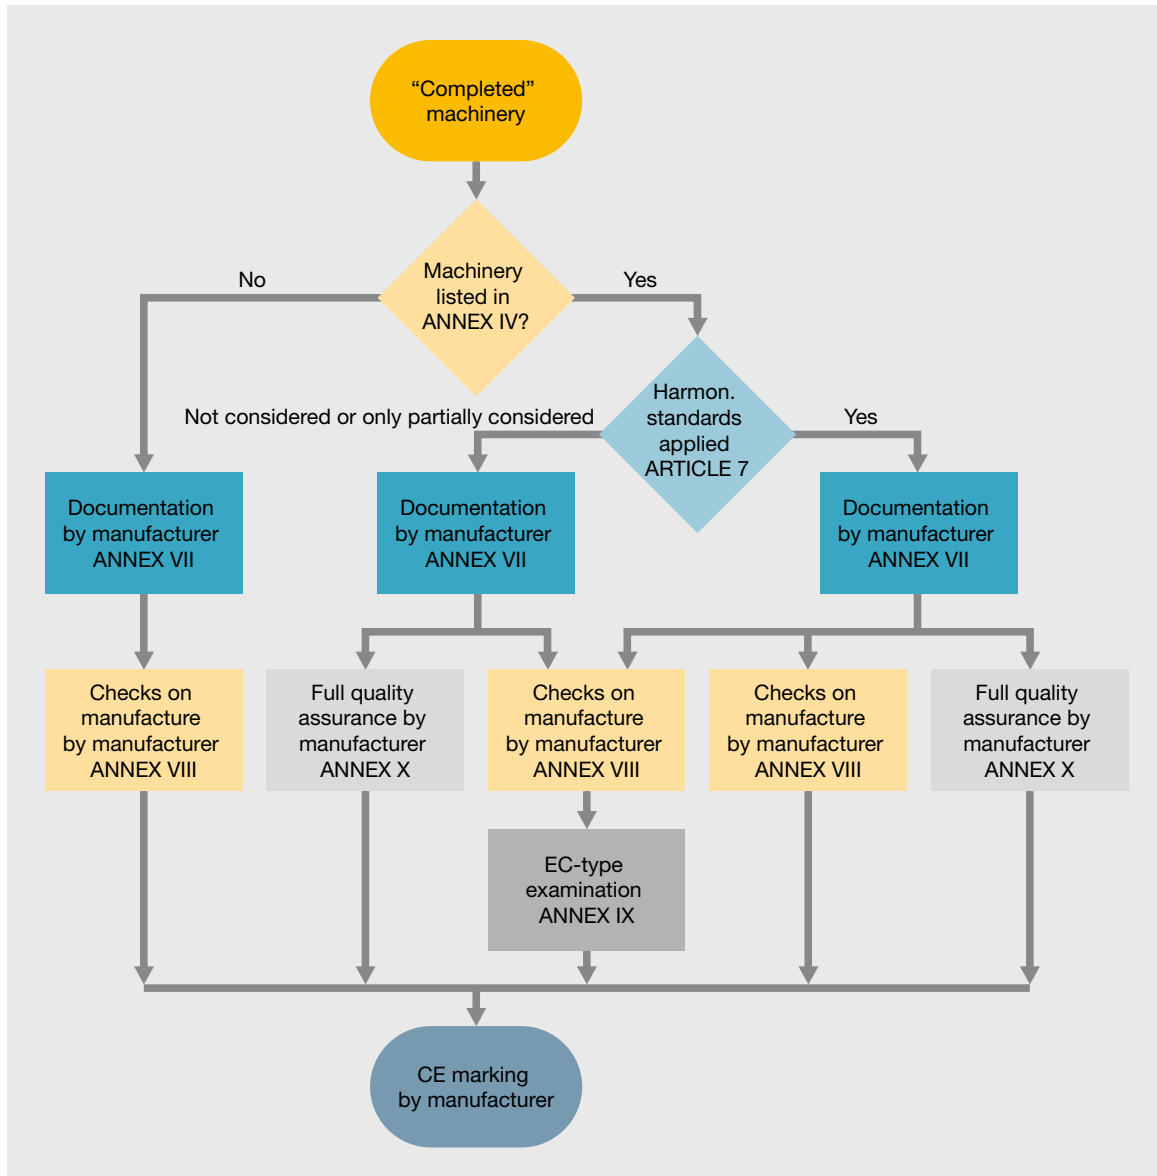 “Completed”
machinery
No
Machinery
listed in
ANNEX IV?
Yes
Not considered or only partially considered
Harmon.
standards
applied
ARTICLE 7
Yes
Documentation
by manufacturer
ANNEX VII
Documentation
by manufacturer
ANNEX VII
Documentation
by manufacturer
ANNEX VII
Checks on
manufacture
by manufacturer
ANNEX VIII
Full quality
assurance by
manufacturer
ANNEX X
Checks on
manufacture
by manufacturer
ANNEX VIII
Checks on
manufacture
by manufacturer
ANNEX VIII
Full quality
assurance by
manufacturer
ANNEX X
EC-type
examination
ANNEX IX
CE marking
by manufacturer